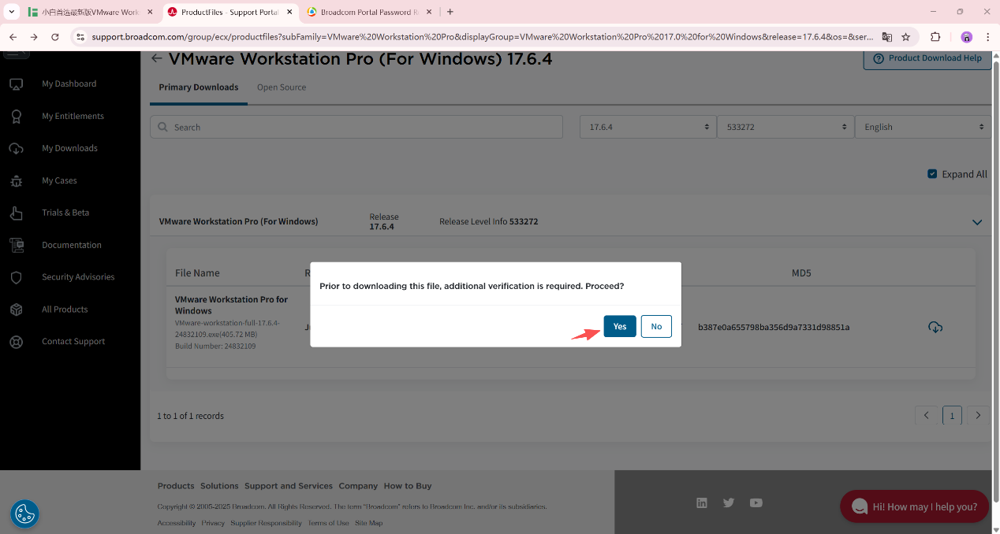 小白首选最新版VMware Work
ProductFiles - Support Portal
Broadcom Portal Password R
support.broadcom.com/group/ecx/productfiles?subFamily=VMware%20Workstation%20Pro&displayGroup=VMware%20Workstation%20Pro%2017.0%20for%20Windows&release=17.6.4&os=&ser...
VMware Workstation Pro (For Windows) 17.6.4
Product Download Help
My Dashboard
My Entitlements
My Downloads
My Cases
Trials & Beta
Documentation
Security Advisories
All Products
Contact Support
Primary Downloads
Open Source
Search
17.6.4
533272
English
Expand All
VMware Workstation Pro (For Windows)
Release
17.6.4
Release Level Info 533272
File Name
MD5
VMware Workstation Pro for
Windows
VMware-workstation-full-17.6.4-
24832109.exe(405.72 MB)
Build Number: 24832109
b387e0a655798ba356d9a7331d98851a
Prior to downloading this file, additional verification is required. Proceed?
Yes
No
1 to 1 of 1 records
1
Products Solutions Support and Services Company How to Buy
Copyright © 2005-2025 Broadcom. All Rights Reserved. The term "Broadcom" refers to Broadcom Inc. and/or its subsidiaries.
Accessibility Privacy Supplier Responsibility Terms of Use Site Map
Hi! How may I help you?